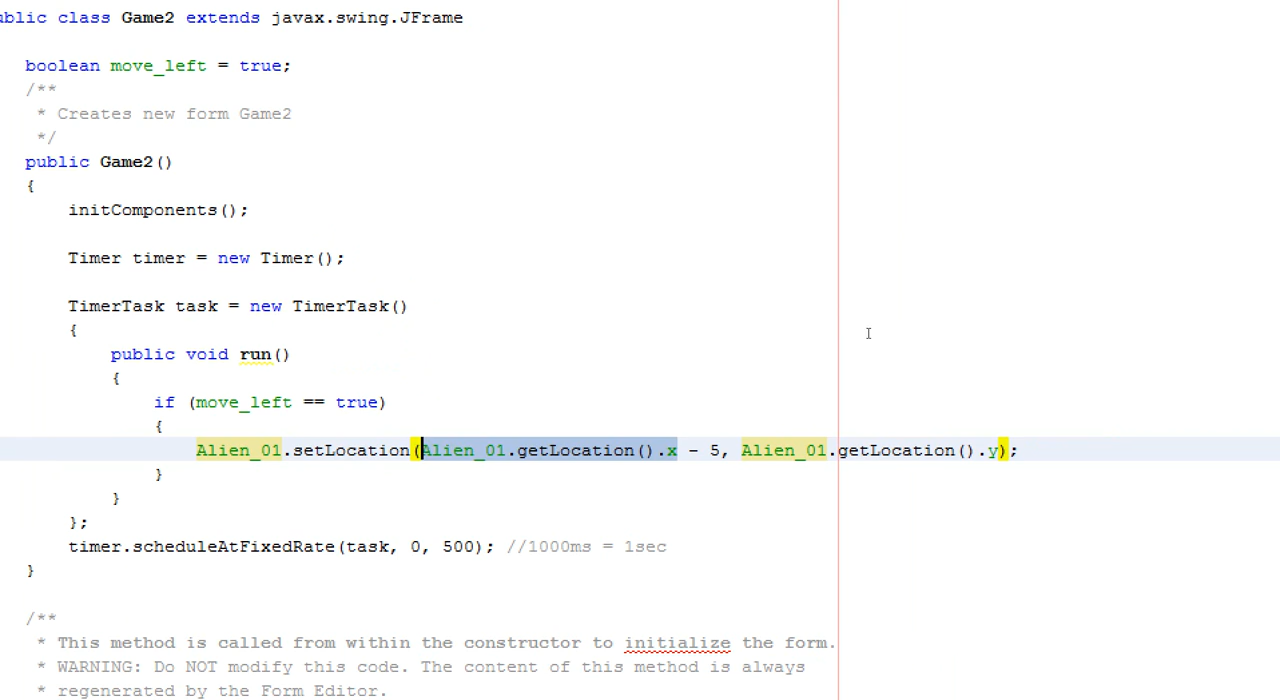 ublic class Game2 extends javax.swing.JFrame
boolean move_left = true;
/**
* Creates new form Game2
*/
public Game2()
{
initComponents();
Timer timer = new Timer();
TimerTask task = new TimerTask()
{
public void run()
{
if (move_left == true)
{
Alien_01.setLocation(Alien_01.getLocation().x - 5, Alien_01.getLocation().y);
}
}
};
timer.scheduleAtFixedRate(task, 0, 500); //1000ms = 1sec
}
/**
* This method is called from within the constructor to initialize the form.
* WARNING: Do NOT modify this code. The content of this method is always
* regenerated by the Form Editor.